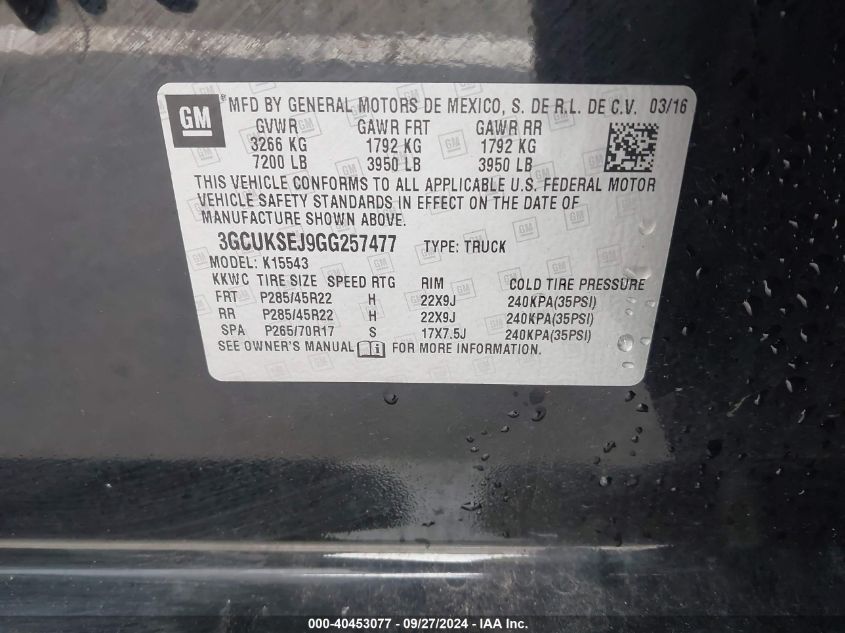 GM ® MFD BY GENERAL MOTORS DE MEXICO, S. DE R.L. DE C.V. 03/16
GVWR GAWR FRT GAWR RR
3266 KG 1792 KG 1792 KG
7200 LB 3950 LB 3950 LB
THIS VEHICLE CONFORMS TO ALL APPLICABLE U.S. FEDERAL MOTOR
VEHICLE SAFETY STANDARDS IN EFFECT ON THE DATE OF
MANUFACTURE SHOWN ABOVE.
3GCUKSEJ9GG257477 TYPE: TRUCK
MODEL: K15543
KKWC TIRE SIZE SPEED RTG RIM COLD TIRE PRESSURE
FRT P285/45R22 H 22X9J 240KPA(35PSI)
RR P285/45R22 H 22X9J 240KPA(35PSI)
SPA P265/70R17 S 17X7.5J 240KPA(35PSI)
SEE OWNER'S MANUAL FOR MORE INFORMATION.
000-40453077 - 09/27/2024 - IAA Inc.